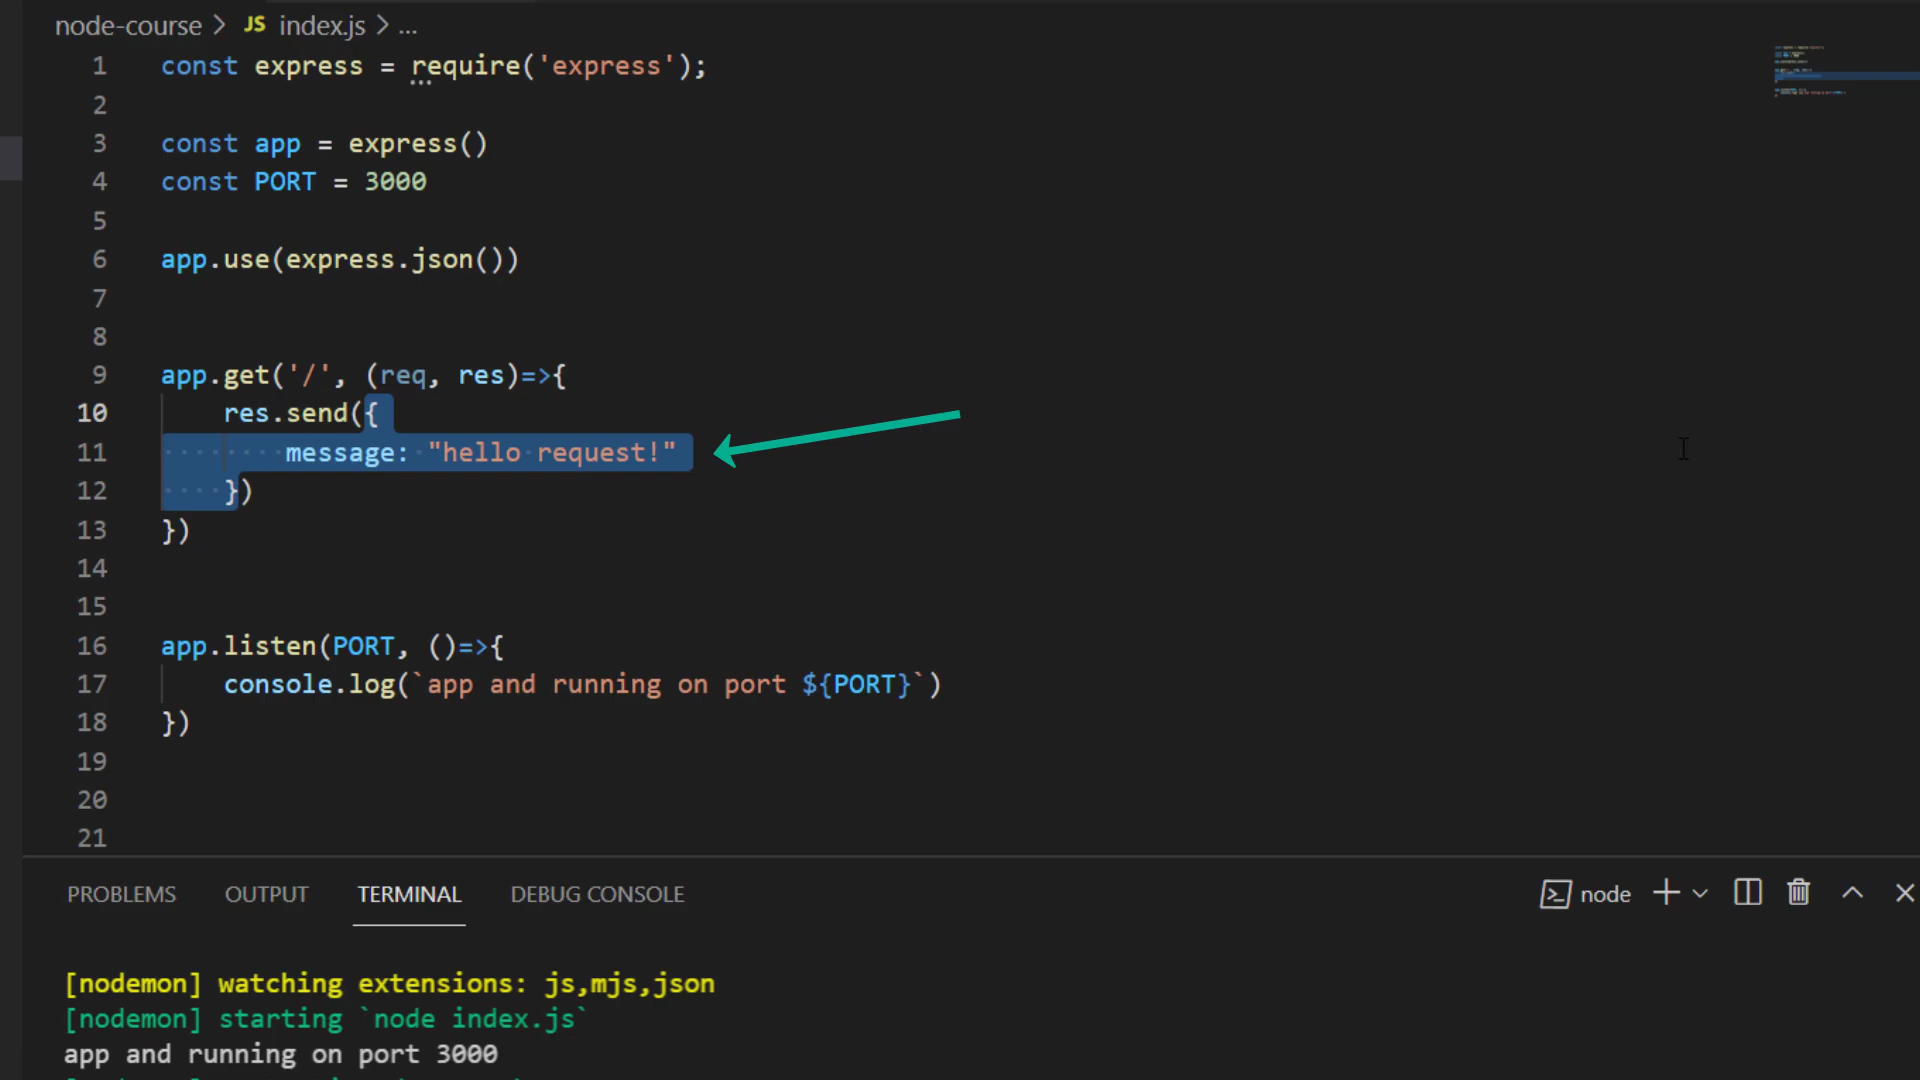 node-course > JS index.js > ...
1 const express = require('express');
2
3 const app = express()
4 const PORT = 3000
5
6 app.use(express.json())
7
8
9 app.get('/', (req, res)=>{
10 res.send({
11 message: "hello request!"
12 })
13 })
14
15
16 app.listen(PORT, ()=>{
17 console.log(`app and running on port ${PORT}`)
18 })
19
20
21
PROBLEMS OUTPUT TERMINAL DEBUG CONSOLE node
[nodemon] watching extensions: js,mjs,json
[nodemon] starting `node index.js`
app and running on port 3000